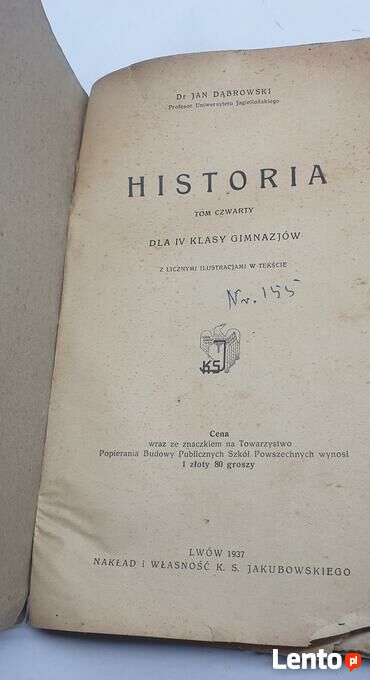 Dr JAN DĄBROWSKI
Profesor Uniwersytetu Jagiellońskiego
HISTORIA
TOM CZWARTY
DLA IV KLASY GIMNAZJÓW
Z LICZNYMI ILUSTRACJAMI W TEKŚCIE
Nr. 155
KSJ
Cena
wraz ze znaczkiem na Towarzystwo
Popierania Budowy Publicznych Szkół Powszechnych wynosi
1 złoty 80 groszy
LWÓW 1937
NAKŁAD I WŁASNOŚĆ K. S. JAKUBOWSKIEGO
Lento.pl